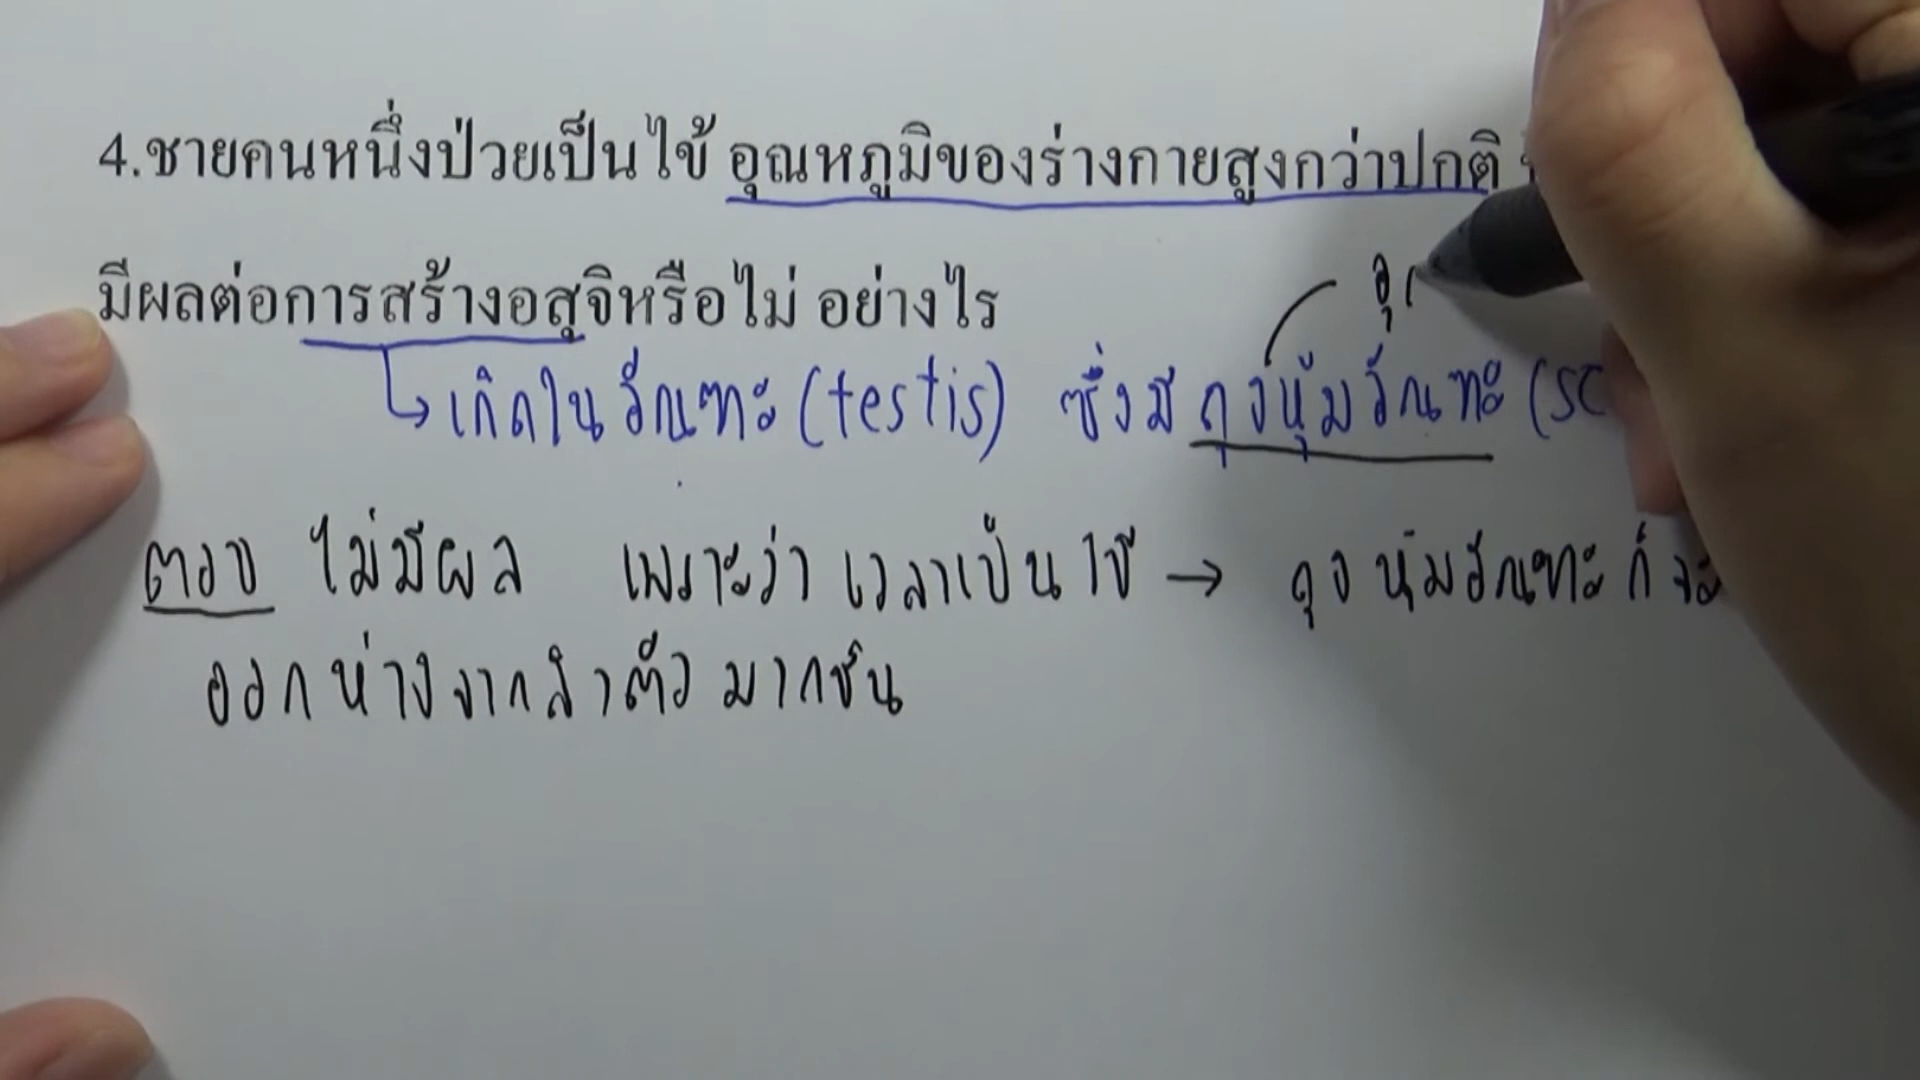 4.ชายคนหนึ่งป่วยเป็นไข้ อุณหภูมิของร่างกายสูงกว่าปกติ
มีผลต่อการสร้างอสุจิหรือไม่ อย่างไร
อุ
เกิดในอัณฑะ (testis) ซึ่งมีถุงหุ้มอัณฑะ (sc
ตอบ ไม่มีผล เพราะว่า เวลาเป็นไข้ → ถุงหุ้มอัณฑะก็จะ
ออกห่างจากลำตัวมากขึ้น